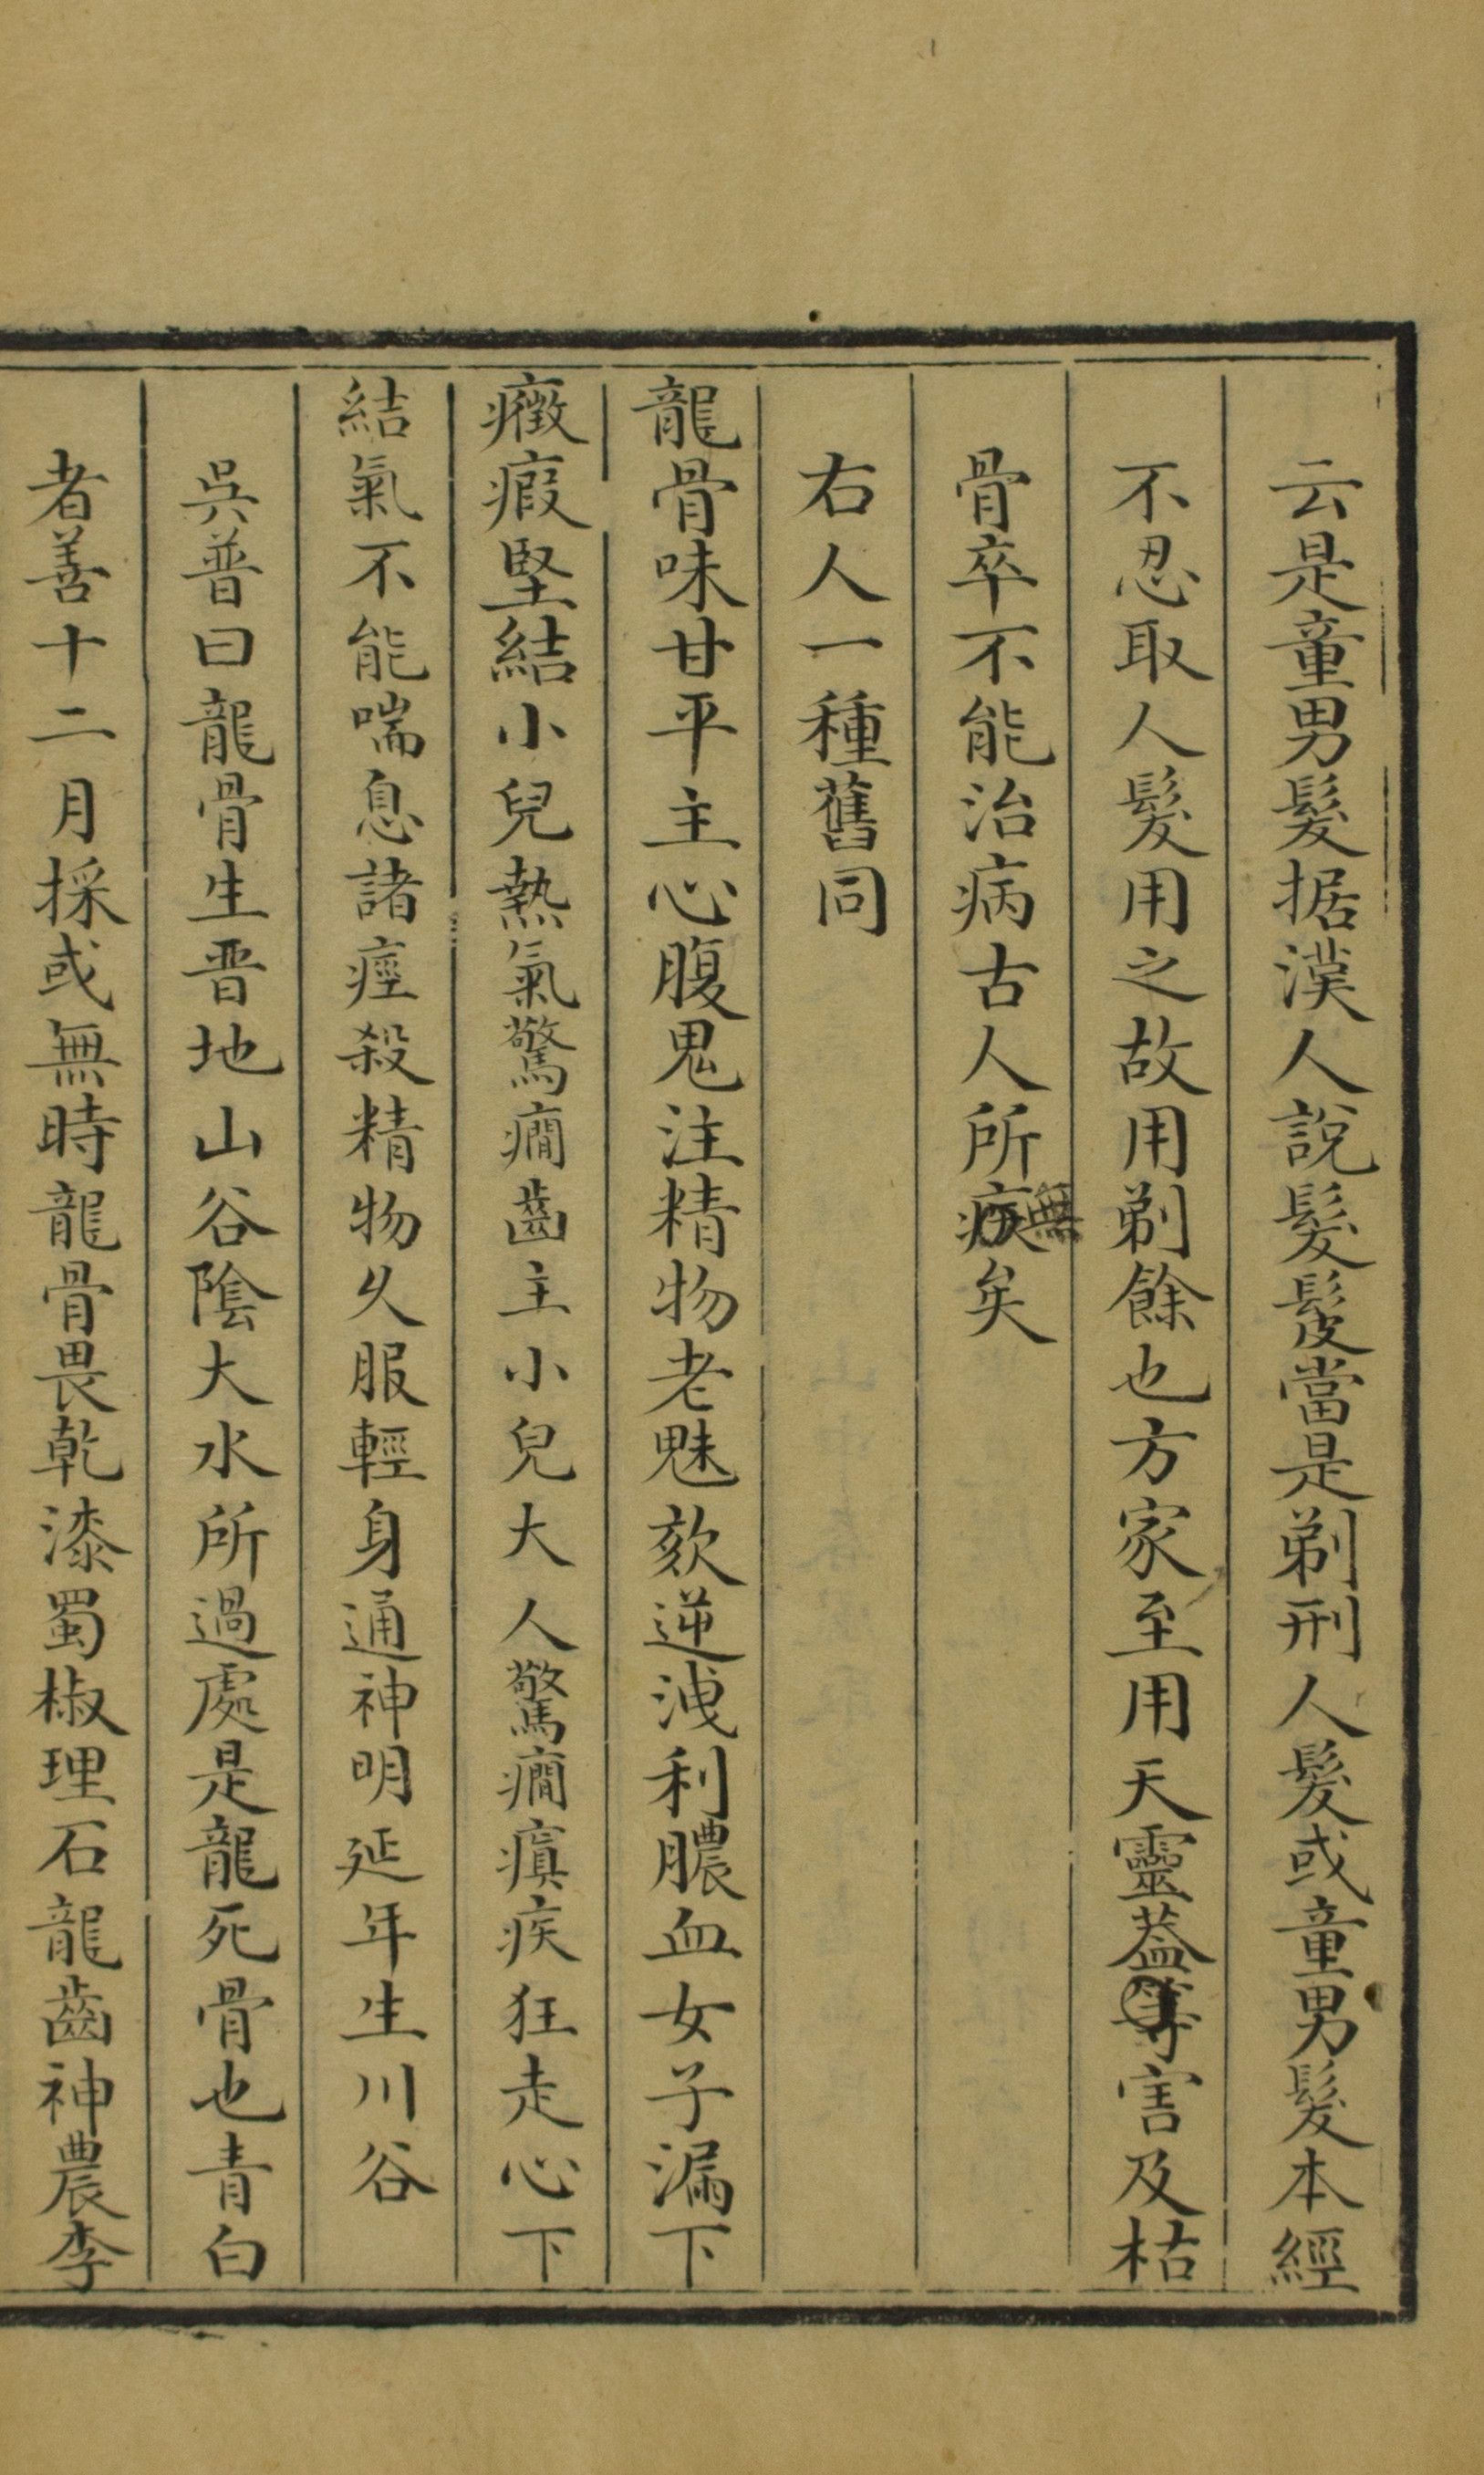 云是童男髮据漢人說髮髲當是剃刑人髮或童男髮本經
不忍取人髮用之故用剃餘也方家至用天靈葢等害及枯
骨卒不能治病古人所無矣
右人一種舊同
龍骨味甘平主心腹鬼注精物老魅欬逆洩利膿血女子漏下
癥瘕堅結小兒熱氣驚癎齒主小兒大人驚癎瘨疾狂走心下
結氣不能喘息諸痙殺精物久服輕身通神明延年生川谷
吳普曰龍骨生晋地山谷陰大水所過處是龍死骨也青白
者善十二月採或無時龍骨畏乾漆蜀椒理石龍齒神農李